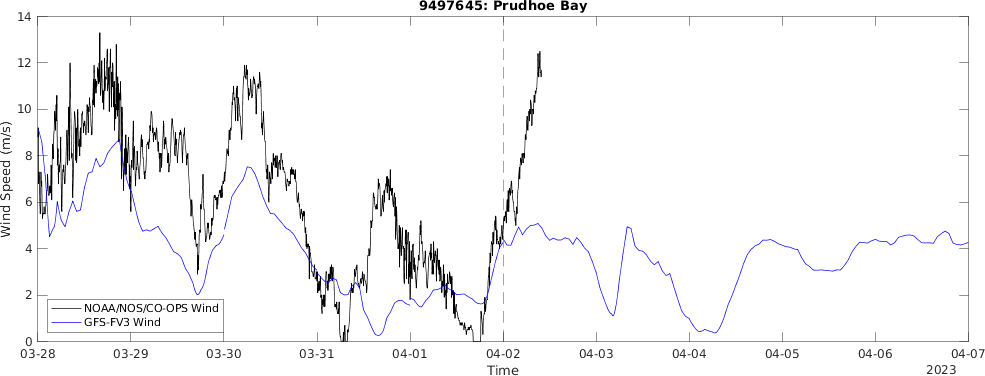 9497645: Prudhoe Bay
14
12
10
8
6
4
2
0
Wind Speed (m/s)
NOAA/NOS/CO-OPS Wind
GFS-FV3 Wind
03-28 03-29 03-30 03-31 04-01 04-02 04-03 04-04 04-05 04-06 04-07
Time
2023